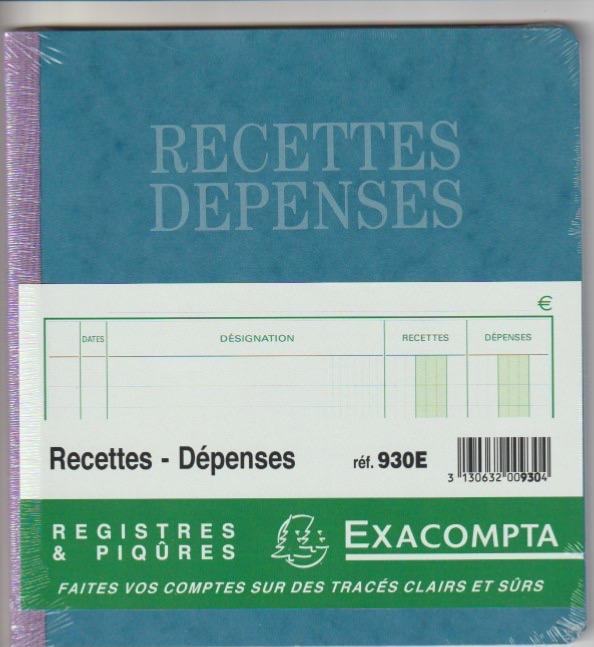 RECETTES
DEPENSES
€
DATES DÉSIGNATION RECETTES DÉPENSES
Recettes - Dépenses réf. 930E
3 130632 009304
REGISTRES
& PIQÛRES
EXACOMPTA
FAITES VOS COMPTES SUR DES TRACÉS CLAIRS ET SÛRS